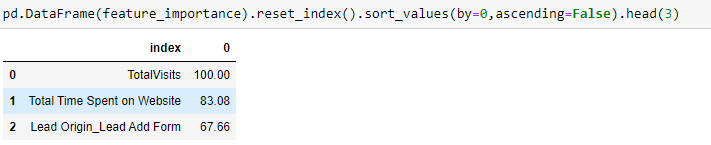 pd.DataFrame(feature_importance).reset_index().sort_values(by=0,ascending=False).head(3)
index 0
0 TotalVisits 100.00
1 Total Time Spent on Website 83.08
2 Lead Origin_Lead Add Form 67.66